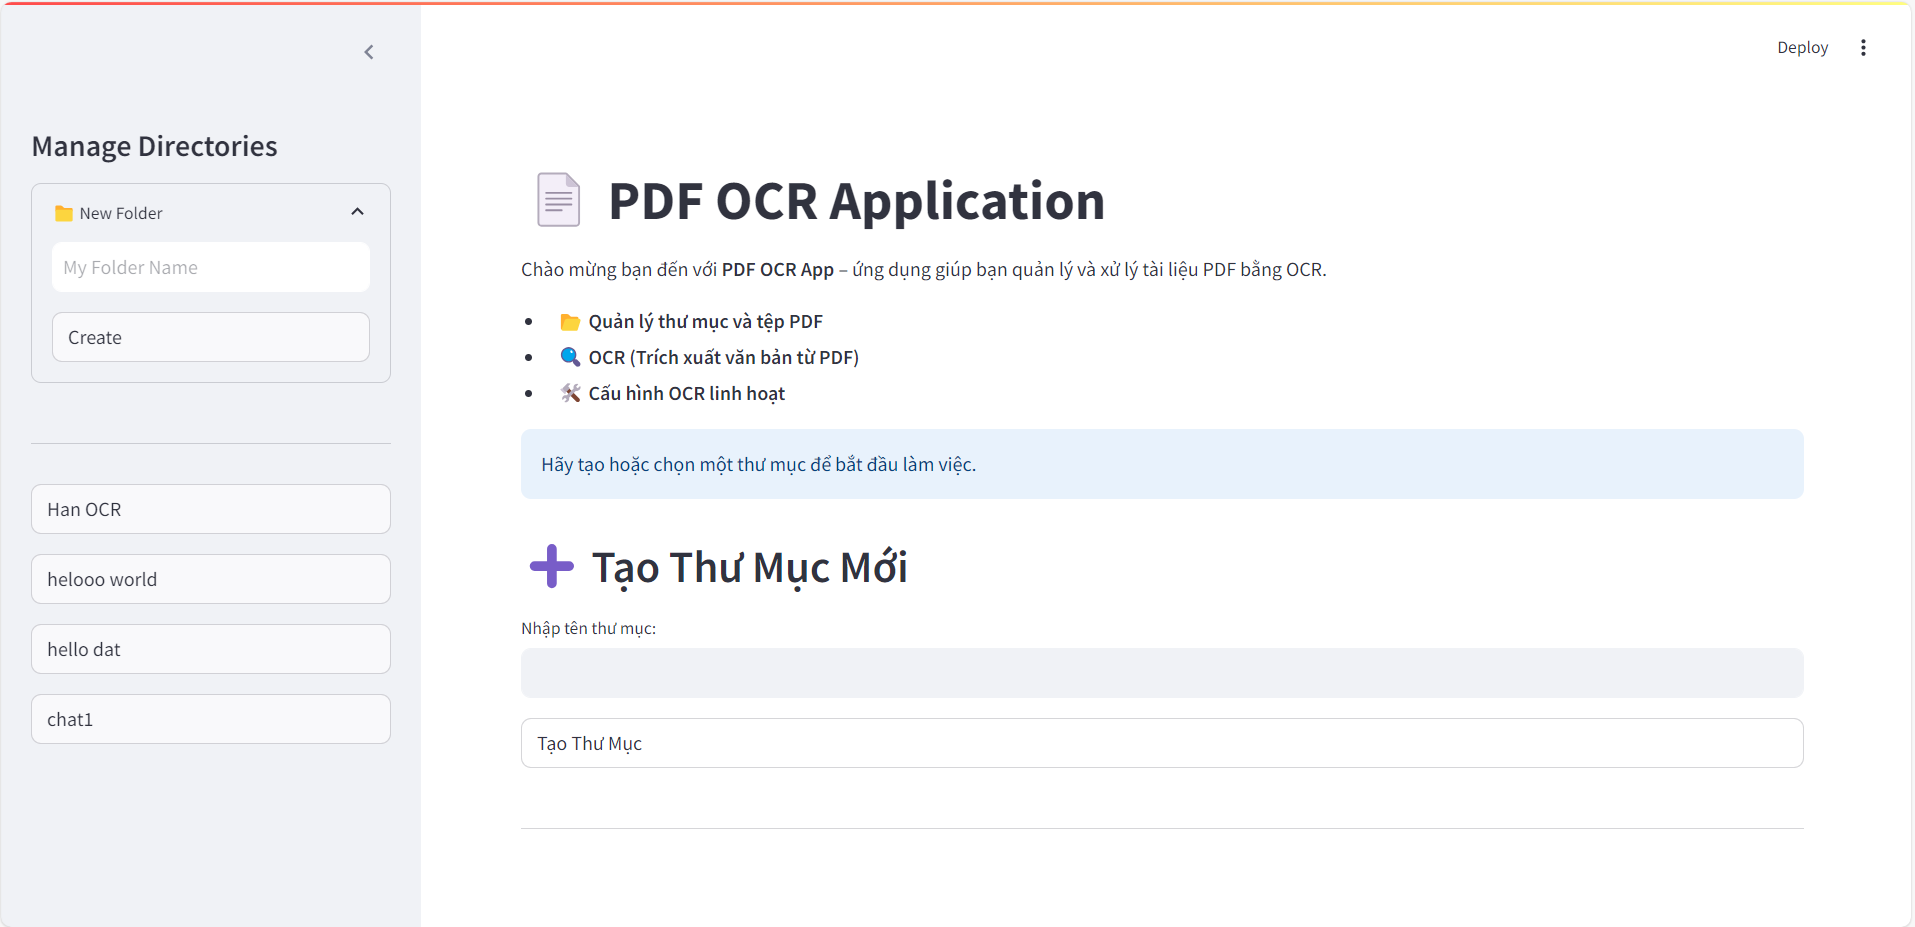 Deploy
Manage Directories
New Folder
My Folder Name
Create
Han OCR
helooo world
hello dat
chat1
PDF OCR Application
Chào mừng bạn đến với PDF OCR App – ứng dụng giúp bạn quản lý và xử lý tài liệu PDF bằng OCR.
Quản lý thư mục và tệp PDF
OCR (Trích xuất văn bản từ PDF)
Cấu hình OCR linh hoạt
Hãy tạo hoặc chọn một thư mục để bắt đầu làm việc.
Tạo Thư Mục Mới
Nhập tên thư mục:
Tạo Thư Mục